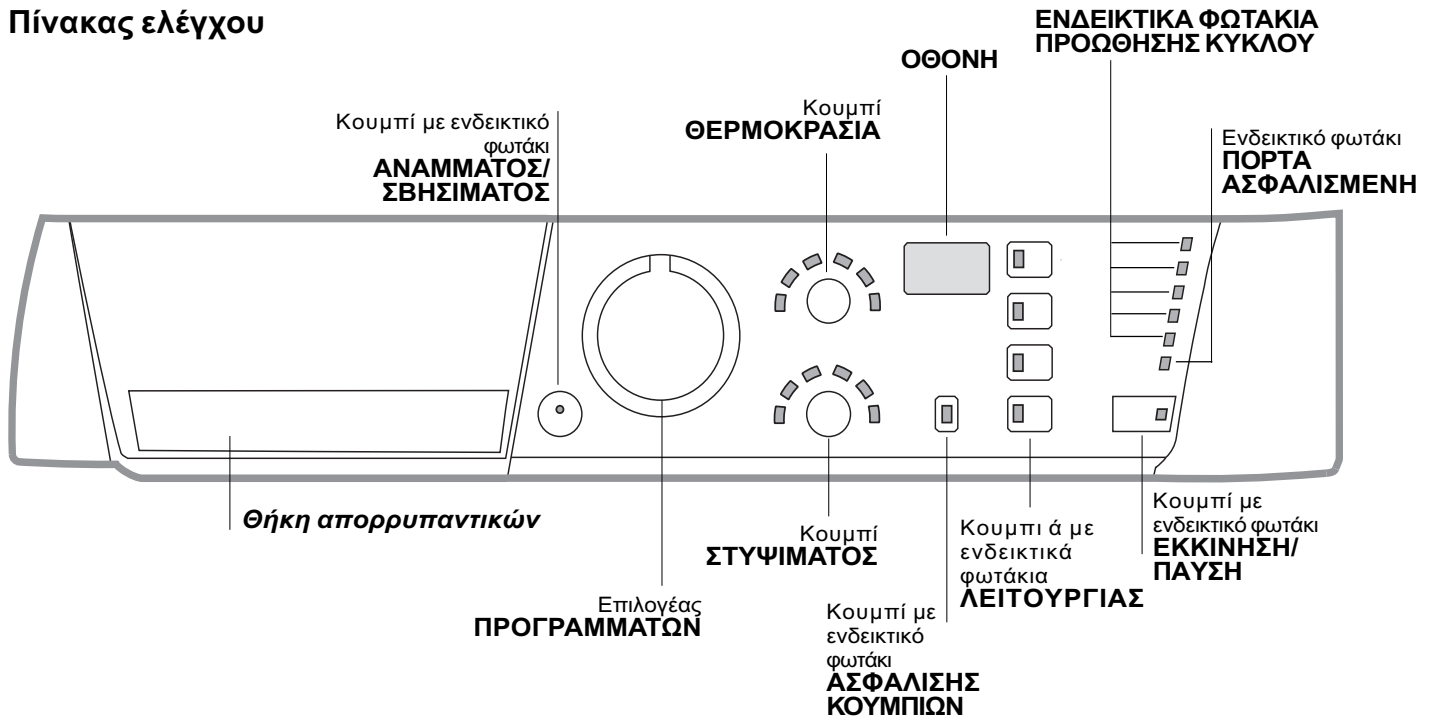 Πίνακας ελέγχου
ΕΝΔΕΙΚΤΙΚΑ ΦΩΤΑΚΙΑ
ΠΡΟΩΘΗΣΗΣ ΚΥΚΛΟΥ
ΟΘΟΝΗ
Κουμπί
ΘΕΡΜΟΚΡΑΣΙΑ
Κουμπί με ενδεικτικό
φωτάκι
ΑΝΑΜΜΑΤΟΣ/
ΣΒΗΣΙΜΑΤΟΣ
Ενδεικτικό φωτάκι
ΠΟΡΤΑ
ΑΣΦΑΛΙΣΜΕΝΗ
Θήκη απορρυπαντικών
Κουμπί
ΣΤΥΨΙΜΑΤΟΣ
Επιλογέας
ΠΡΟΓΡΑΜΜΑΤΩΝ
Κουμπί με
ενδεικτικό
φωτάκι
ΑΣΦΑΛΙΣΗΣ
ΚΟΥΜΠΙΩΝ
Κουμπι ά με
ενδεικτικά
φωτάκια
ΛΕΙΤΟΥΡΓΙΑΣ
Κουμπί με
ενδεικτικό φωτάκι
ΕΚΚΙΝΗΣΗ/
ΠΑΥΣΗ